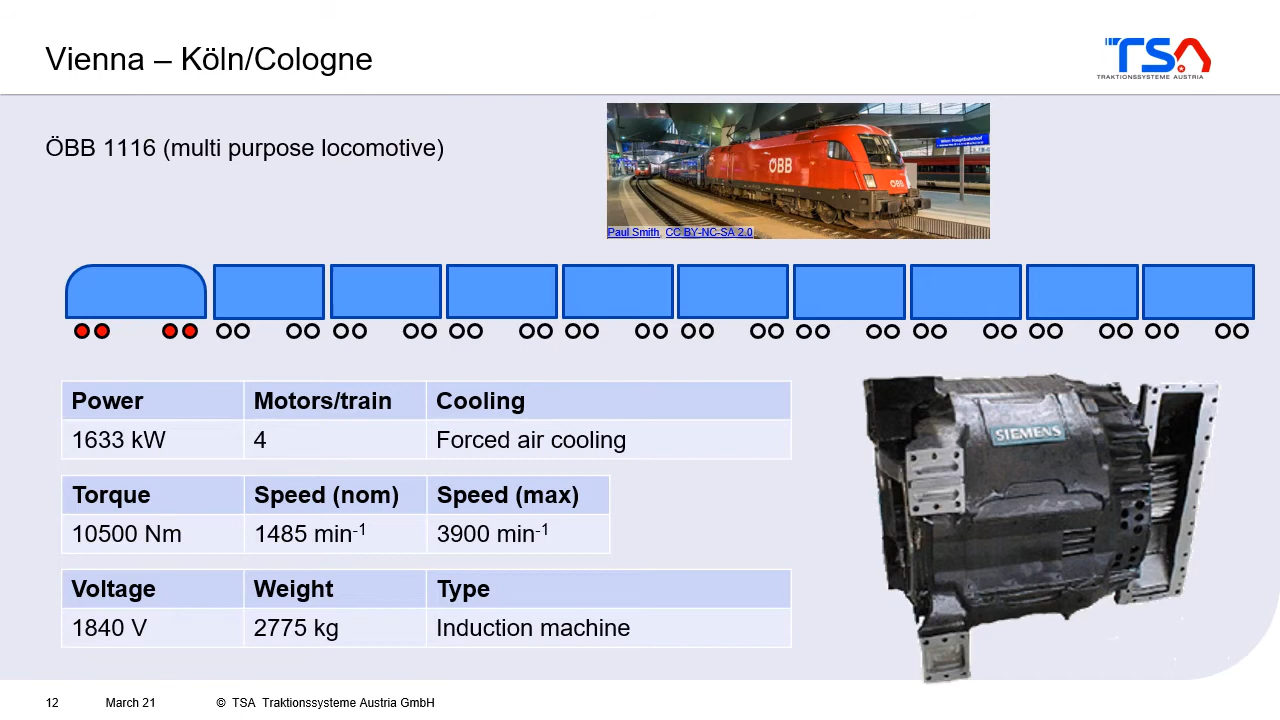 Vienna – Köln/Cologne
TSA
TRAKTIONSSYSTEME AUSTRIA
ÖBB 1116 (multi purpose locomotive)
ÖBB
ÖBB
Wien Hauptbahnhof
Paul Smith, CC BY-NC-SA 2.0
Power Motors/train Cooling
1633 kW 4 Forced air cooling
Torque Speed (nom) Speed (max)
10500 Nm 1485 min⁻¹ 3900 min⁻¹
Voltage Weight Type
1840 V 2775 kg Induction machine
SIEMENS
12 March 21 © TSA Traktionssysteme Austria GmbH